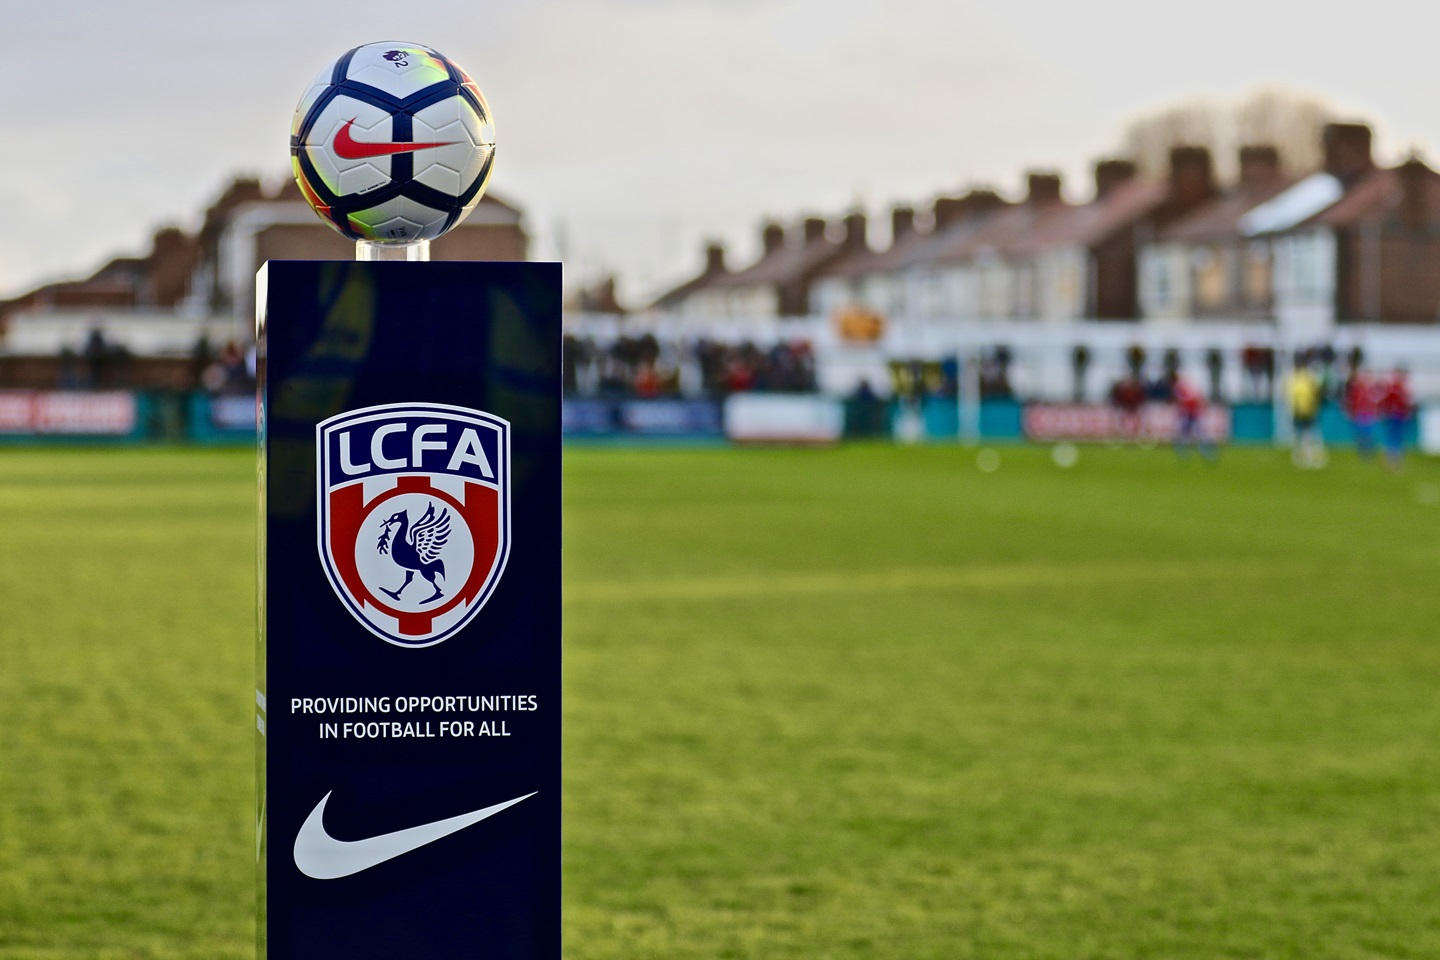 LCFA
PROVIDING OPPORTUNITIES
IN FOOTBALL FOR ALL